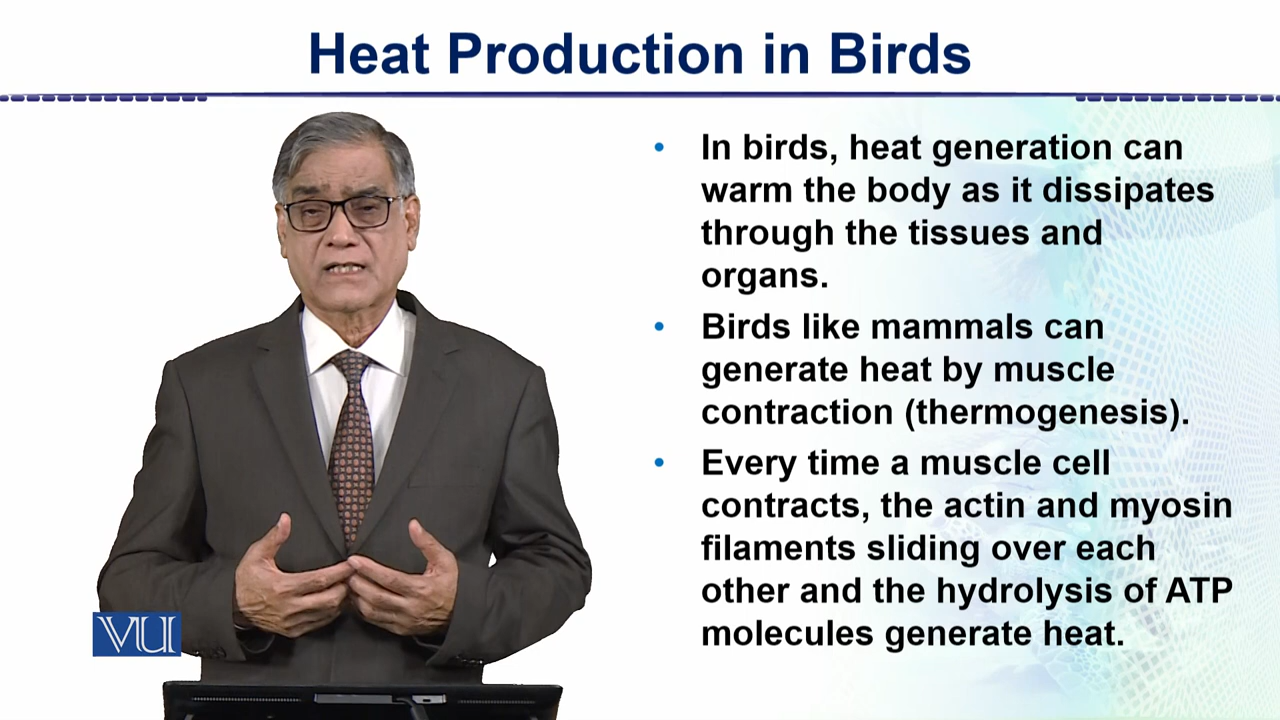 Heat Production in Birds
• In birds, heat generation can
warm the body as it dissipates
through the tissues and
organs.
• Birds like mammals can
generate heat by muscle
contraction (thermogenesis).
• Every time a muscle cell
contracts, the actin and myosin
filaments sliding over each
other and the hydrolysis of ATP
molecules generate heat.
VU